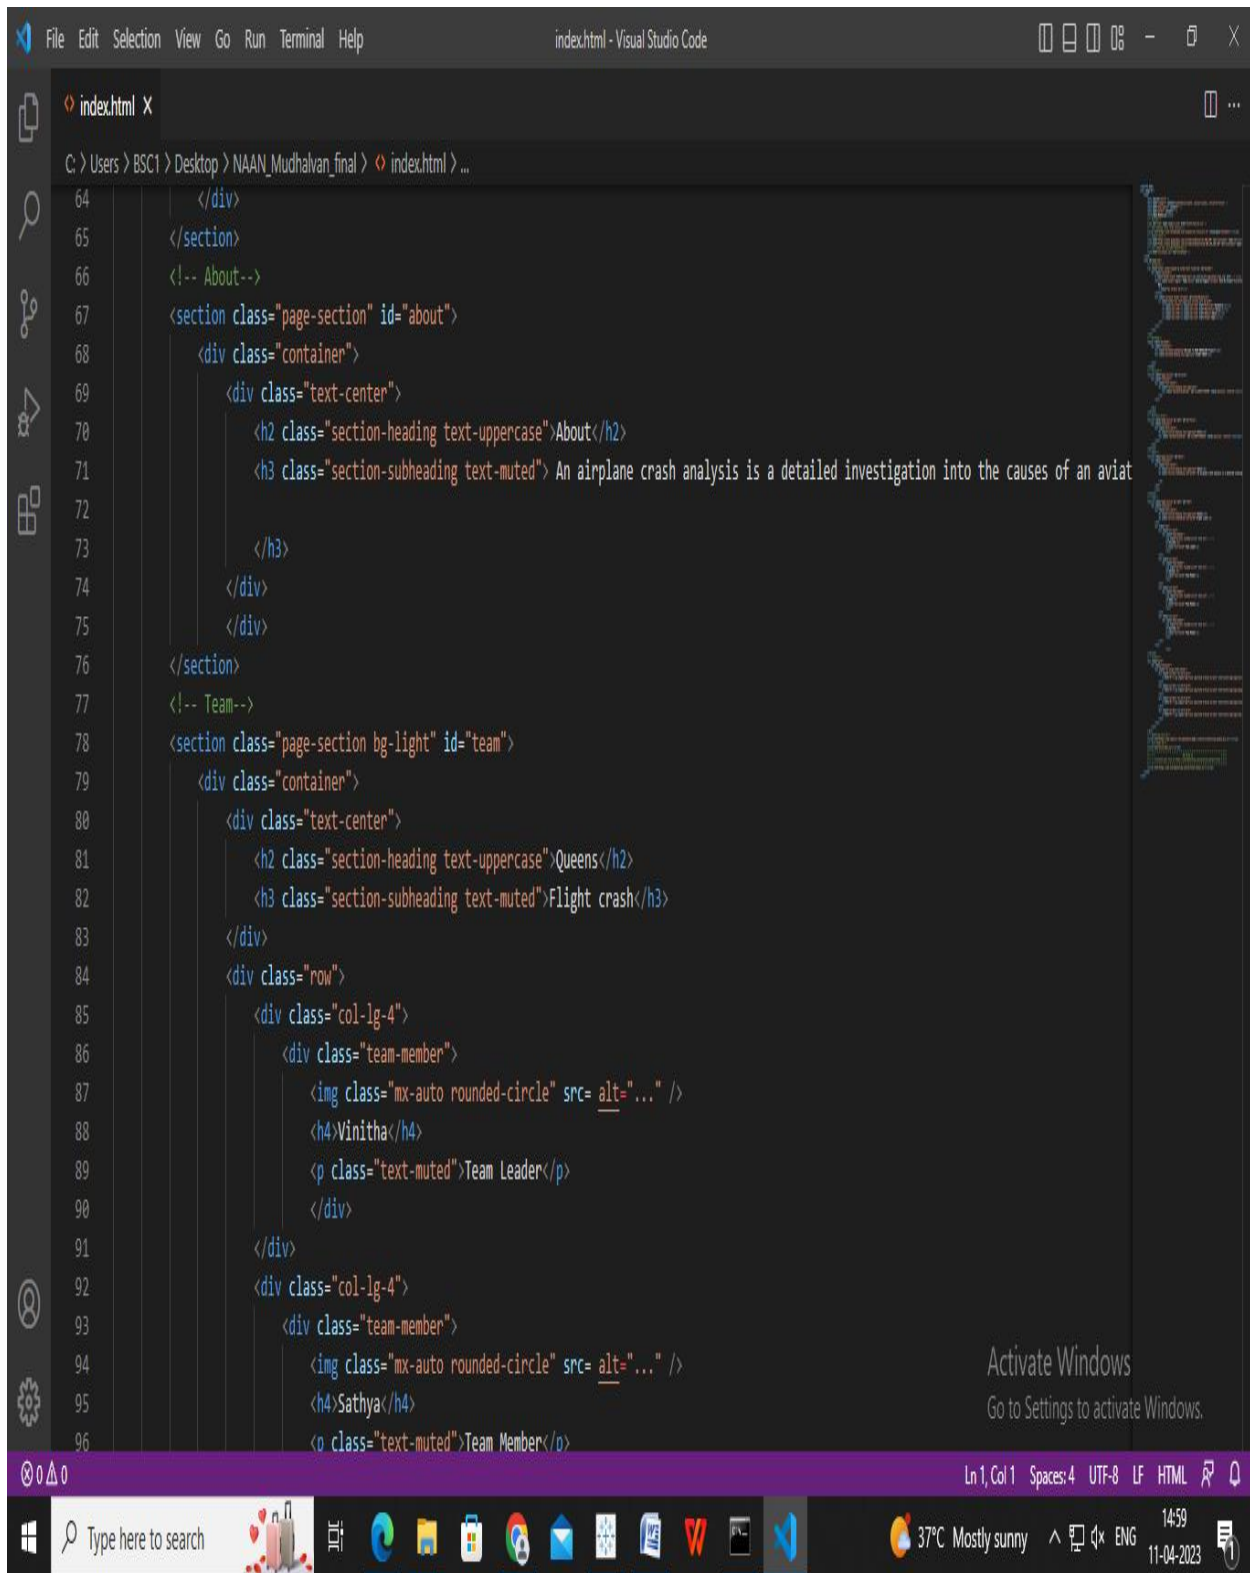 File Edit Selection View Go Run Terminal Help index.html - Visual Studio Code
index.html
C: > Users > BSC1 > Desktop > NAAN_Mudhalvan_final > index.html > ...
64 </div>
65 </section>
66 <!-- About-->
67 <section class="page-section" id="about">
68 <div class="container">
69 <div class="text-center">
70 <h2 class="section-heading text-uppercase">About</h2>
71 <h3 class="section-subheading text-muted"> An airplane crash analysis is a detailed investigation into the causes of an aviat
72
73 </h3>
74 </div>
75 </div>
76 </section>
77 <!-- Team-->
78 <section class="page-section bg-light" id="team">
79 <div class="container">
80 <div class="text-center">
81 <h2 class="section-heading text-uppercase">Queens</h2>
82 <h3 class="section-subheading text-muted">Flight crash</h3>
83 </div>
84 <div class="row">
85 <div class="col-lg-4">
86 <div class="team-member">
87 <img class="mx-auto rounded-circle" src= alt="..." />
88 <h4>Vinitha</h4>
89 <p class="text-muted">Team Leader</p>
90 </div>
91 </div>
92 <div class="col-lg-4">
93 <div class="team-member">
94 <img class="mx-auto rounded-circle" src= alt="..." />
95 <h4>Sathya</h4>
96 <p class="text-muted">Team Member</p>
Activate Windows
Go to Settings to activate Windows.
0 0 Ln 1, Col 1 Spaces: 4 UTF-8 LF HTML
Type here to search 37°C Mostly sunny ENG 14:59
11-04-2023 1